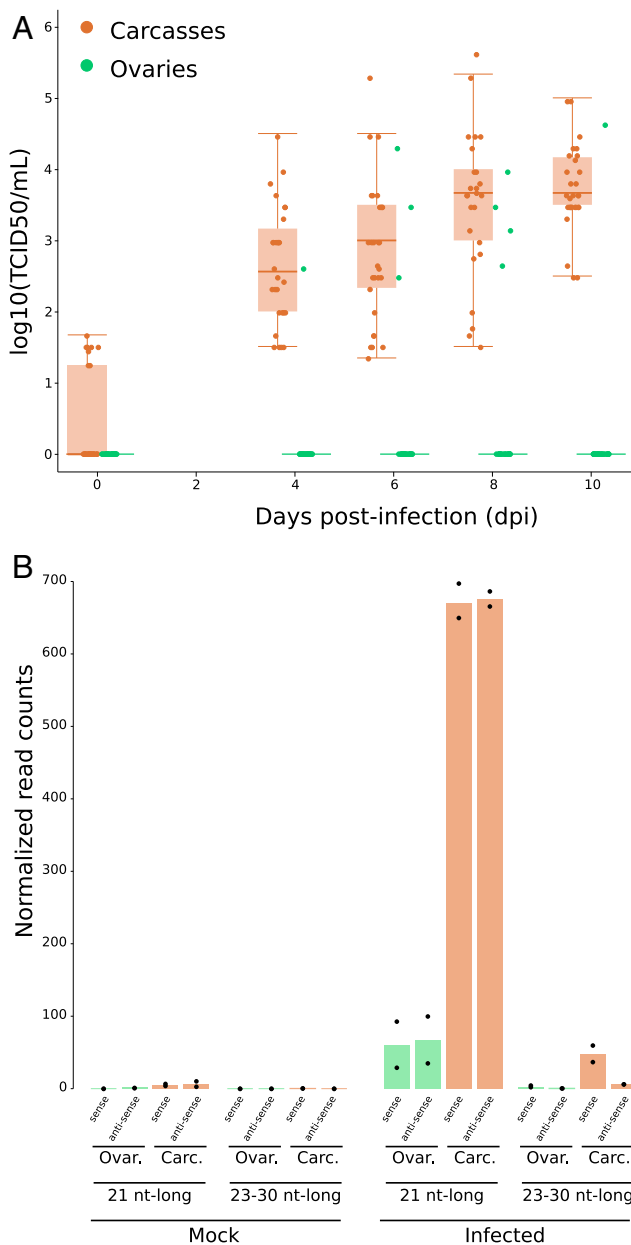 A
Carcasses
Ovaries
log10(TCID50/mL)
6
5
4
3
2
1
0
0 2 4 6 8 10
Days post-infection (dpi)
B
Normalized read counts
700
600
500
400
300
200
100
0
sense anti-sense sense anti-sense sense anti-sense sense anti-sense sense anti-sense sense anti-sense sense anti-sense sense anti-sense
Ovar. Carc. Ovar. Carc. Ovar. Carc. Ovar. Carc.
21 nt-long 23-30 nt-long 21 nt-long 23-30 nt-long
Mock Infected